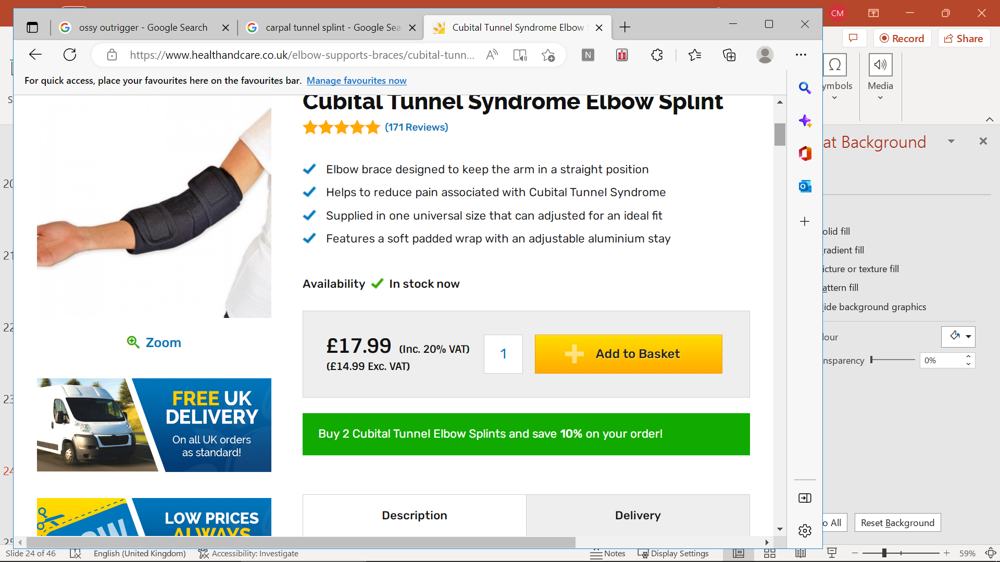 CM
ossy outrigger - Google Search
carpal tunnel splint - Google Sea
Cubital Tunnel Syndrome Elbow S
Record
Share
https://www.healthandcare.co.uk/elbow-supports-braces/cubital-tunn...
For quick access, place your favourites here on the favourites bar. Manage favourites now
ymbols
Media
Cubital Tunnel Syndrome Elbow Splint
(171 Reviews)
at Background
Elbow brace designed to keep the arm in a straight position
Helps to reduce pain associated with Cubital Tunnel Syndrome
Supplied in one universal size that can adjusted for an ideal fit
Features a soft padded wrap with an adjustable aluminium stay
olid fill
radient fill
icture or texture fill
attern fill
ide background graphics
Availability In stock now
lour
nsparency 0%
Zoom
£17.99 (Inc. 20% VAT)
(£14.99 Exc. VAT)
1
Add to Basket
FREE UK
DELIVERY
On all UK orders
as standard!
Buy 2 Cubital Tunnel Elbow Splints and save 10% on your order!
LOW PRICES
ALWAYS
Description
Delivery
o All
Reset Background
20
21
22
23
24
25
Slide 24 of 46
English (United Kingdom)
Accessibility: Investigate
Notes
Display Settings
59%